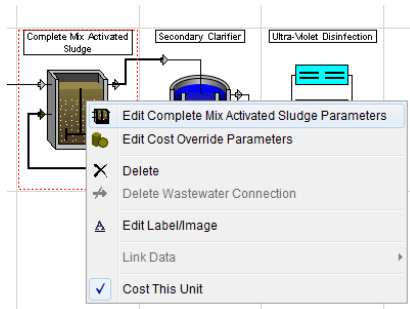 Complete Mix Activated
Sludge
Secondary Clarifier
Ultra-Violet Disinfection
Edit Complete Mix Activated Sludge Parameters
Edit Cost Override Parameters
Delete
Delete Wastewater Connection
A Edit Label/Image
Link Data
Cost This Unit